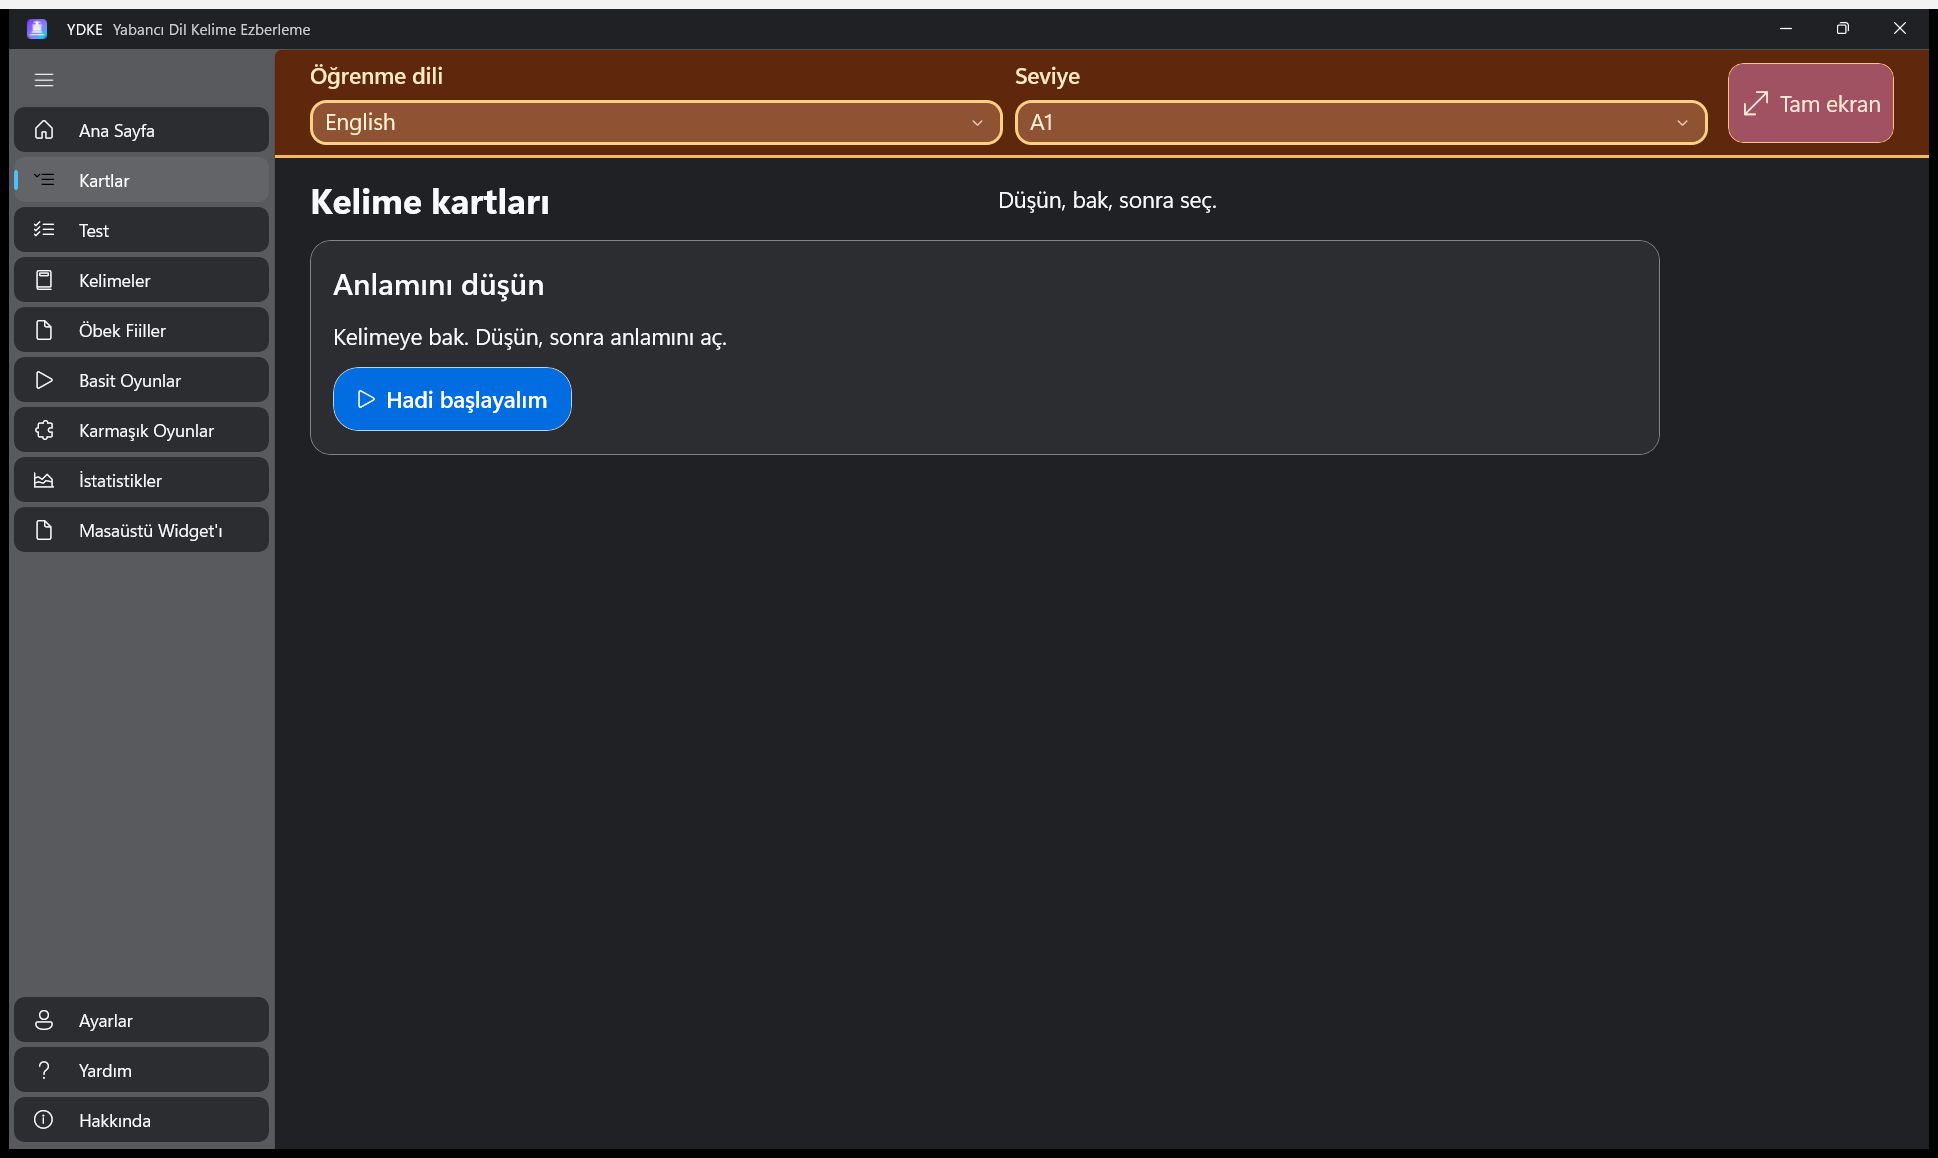 YDKE Yabancı Dil Kelime Ezberleme
Öğrenme dili
English
Seviye
A1
Tam ekran
Ana Sayfa
Kartlar
Test
Kelimeler
Öbek Fiiller
Basit Oyunlar
Karmaşık Oyunlar
İstatistikler
Masaüstü Widget'ı
Ayarlar
Yardım
Hakkında
Kelime kartları
Düşün, bak, sonra seç.
Anlamını düşün
Kelimeye bak. Düşün, sonra anlamını aç.
Hadi başlayalım